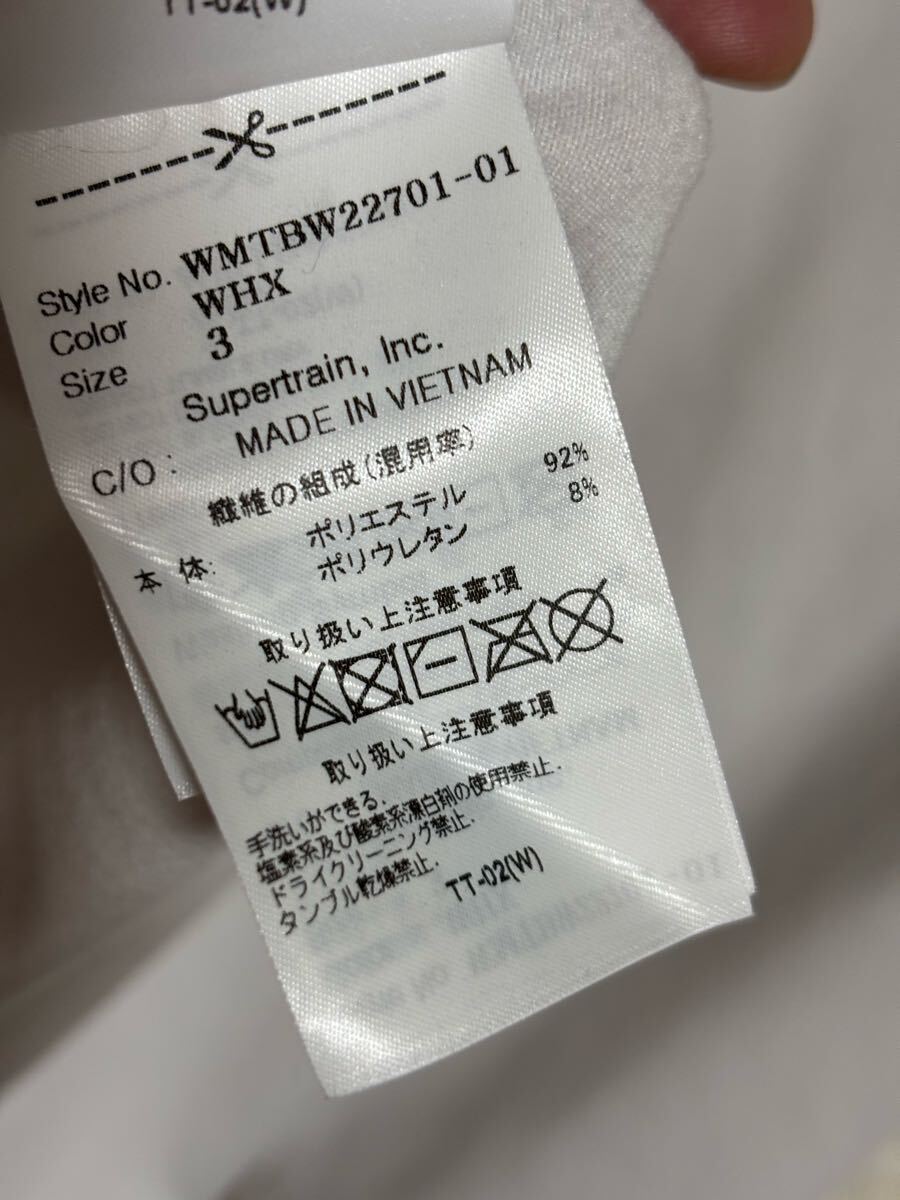 TT-02(W)
Style No. WMTBW22701-01
Color WHX
Size 3
Supertrain, Inc.
C/O : MADE IN VIETNAM
繊維の組成(混用率)
本 体: ポリエステル 92%
ポリウレタン 8%
取り扱い上注意事項
取り扱い上注意事項
手洗いができる.
塩素系及び酸素系漂白剤の使用禁止.
ドライクリーニング禁止.
タンブル乾燥禁止.
TT-02(W)